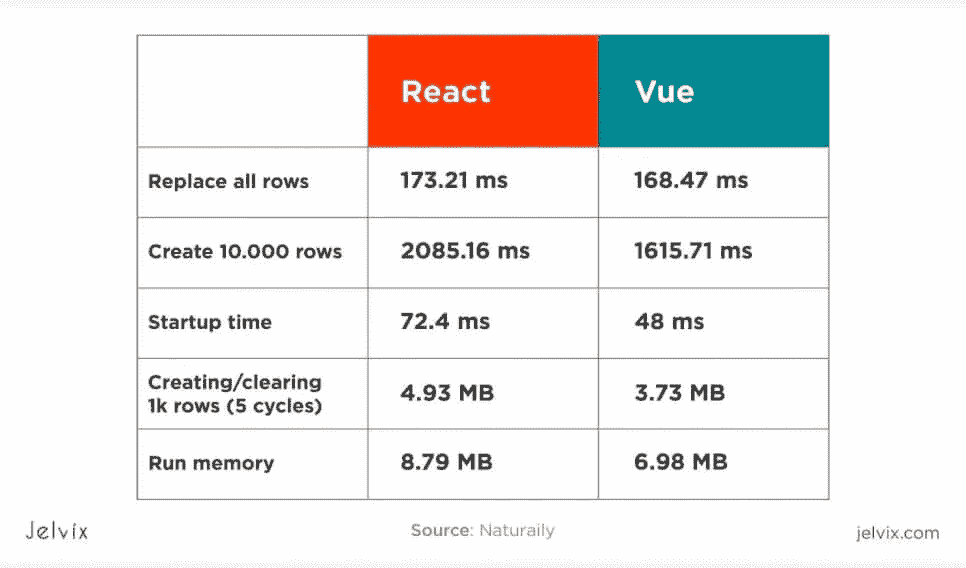 React Vue
Replace all rows 173.21 ms 168.47 ms
Create 10.000 rows 2085.16 ms 1615.71 ms
Startup time 72.4 ms 48 ms
Creating/clearing
1k rows (5 cycles) 4.93 MB 3.73 MB
Run memory 8.79 MB 6.98 MB
Jelvix Source: Naturaily jelvix.com